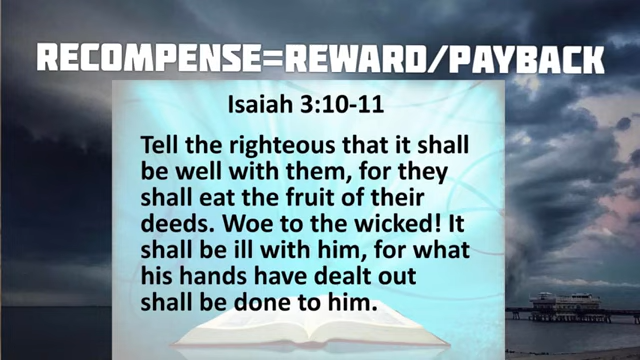 RECOMPENSE=REWARD/PAYBACK
Isaiah 3:10-11
Tell the righteous that it shall
be well with them, for they
shall eat the fruit of their
deeds. Woe to the wicked! It
shall be ill with him, for what
his hands have dealt out
shall be done to him.